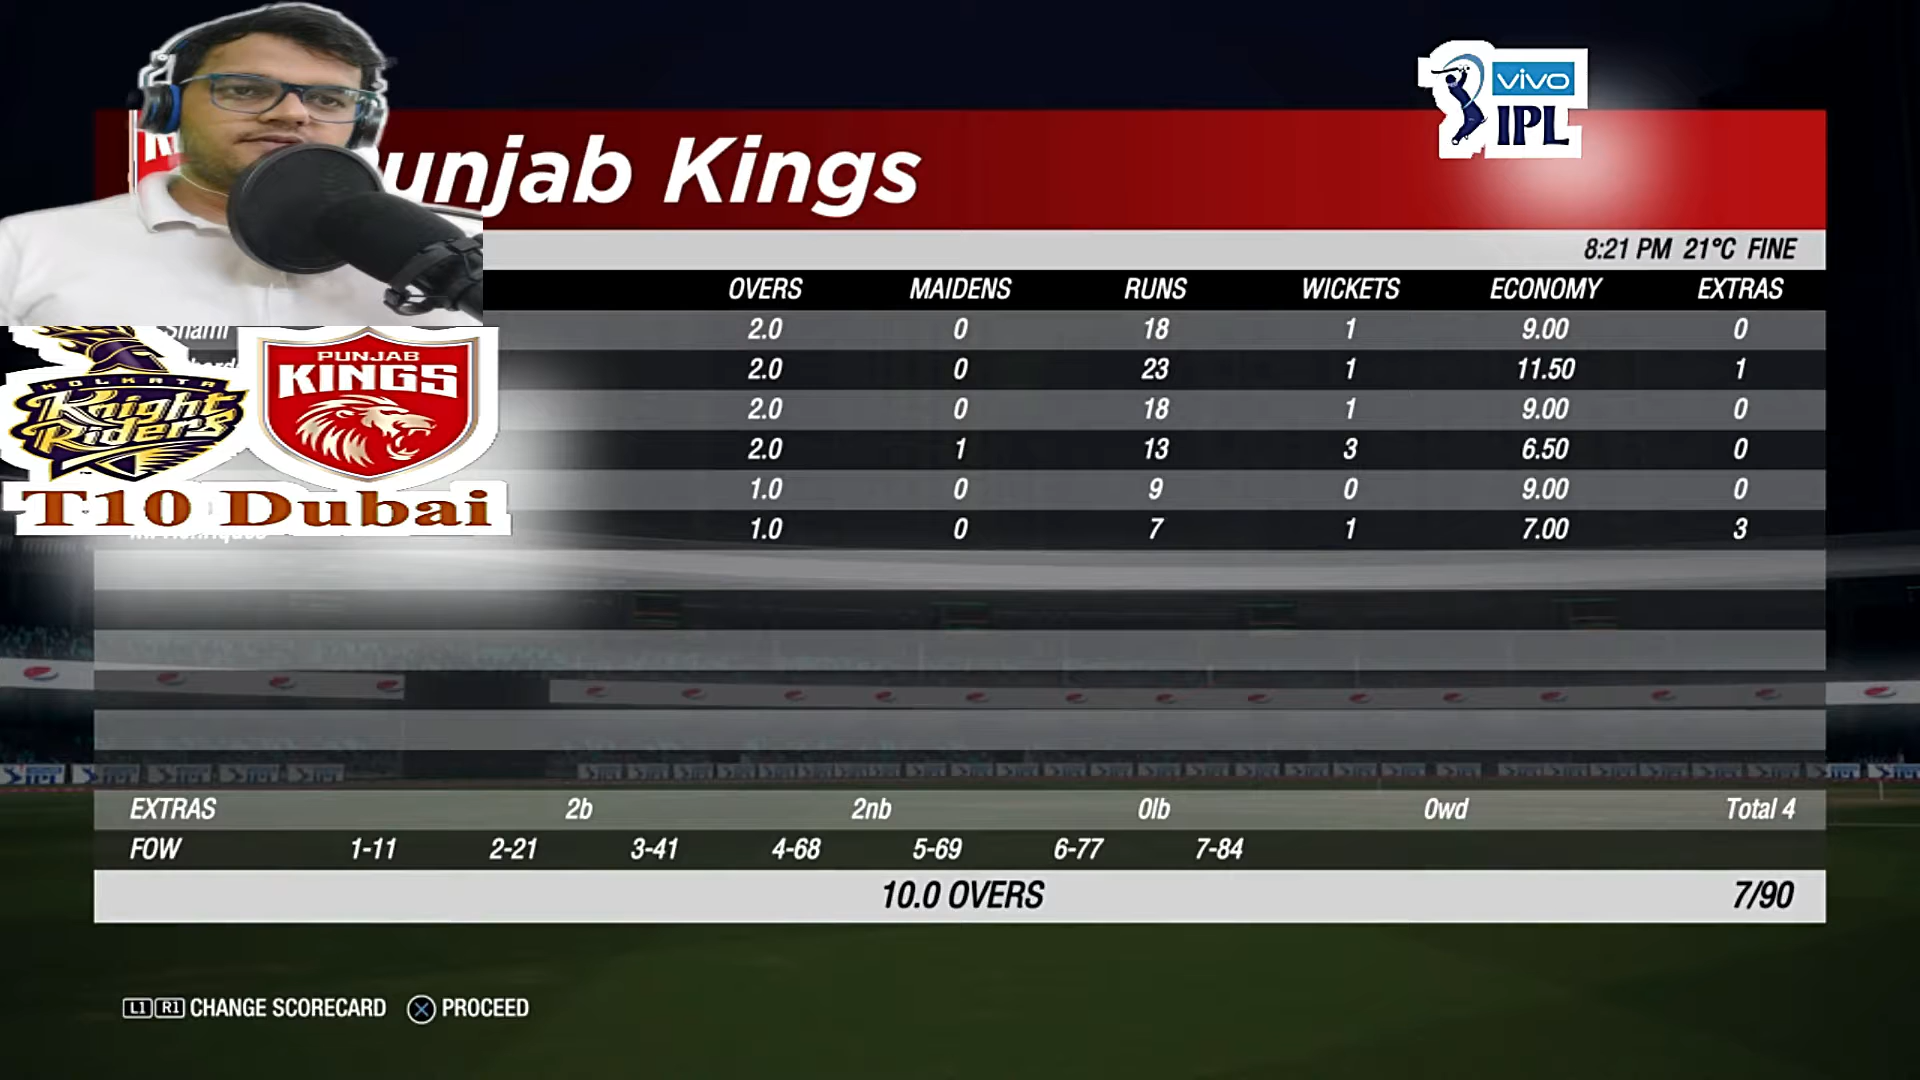 vivo
IPL
Punjab Kings
8:21 PM 21°C FINE
OVERS MAIDENS RUNS WICKETS ECONOMY EXTRAS
Shami 2.0 0 18 1 9.00 0
2.0 0 23 1 11.50 1
2.0 0 18 1 9.00 0
2.0 1 13 3 6.50 0
1.0 0 9 0 9.00 0
1.0 0 7 1 7.00 3
KOLKATA
Knight
Riders
PUNJAB
KINGS
T10 Dubai
EXTRAS 2b 2nb 0lb 0wd Total 4
FOW 1-11 2-21 3-41 4-68 5-69 6-77 7-84
10.0 OVERS 7/90
L1 R1 CHANGE SCORECARD PROCEED